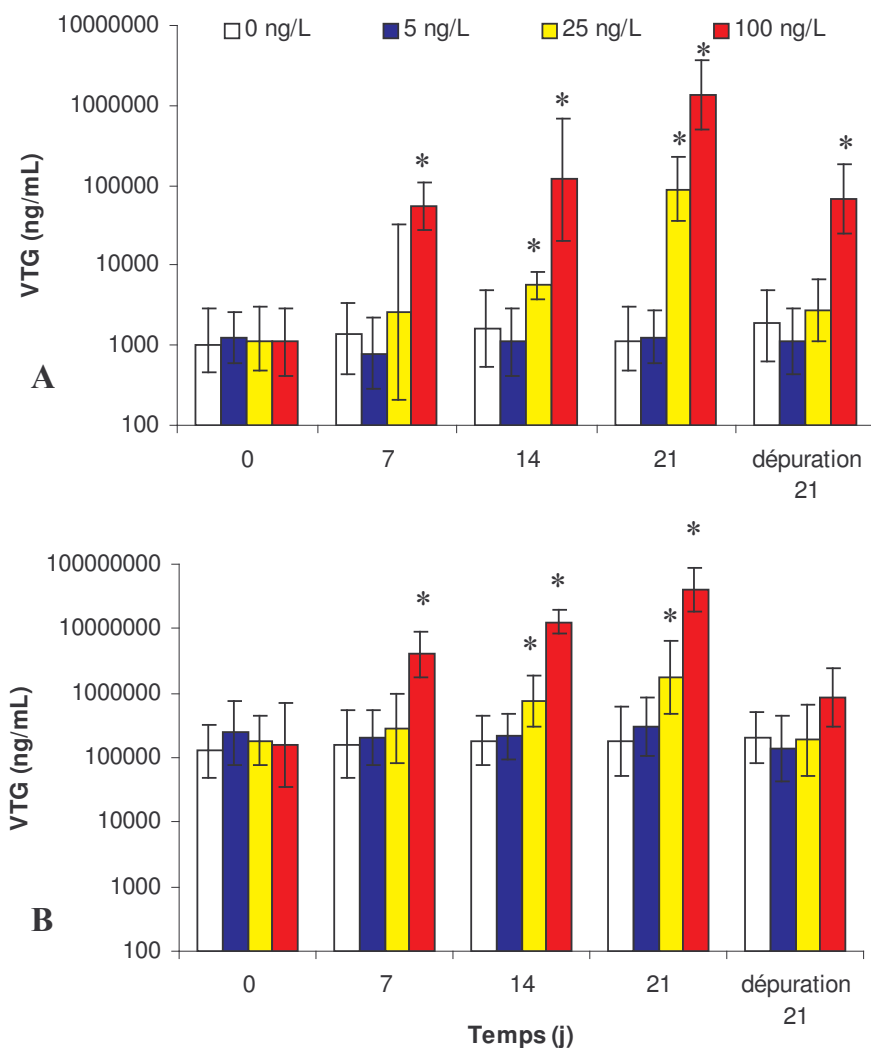 10000000
0 ng/L 5 ng/L 25 ng/L 100 ng/L
1000000
100000
10000
1000
100
VTG (ng/mL)
A
* * * * * *
0 7 14 21 dépuration
21
100000000
10000000
1000000
100000
10000
1000
100
VTG (ng/mL)
B
* * * * *
0 7 14 21 dépuration
21
Temps (j)